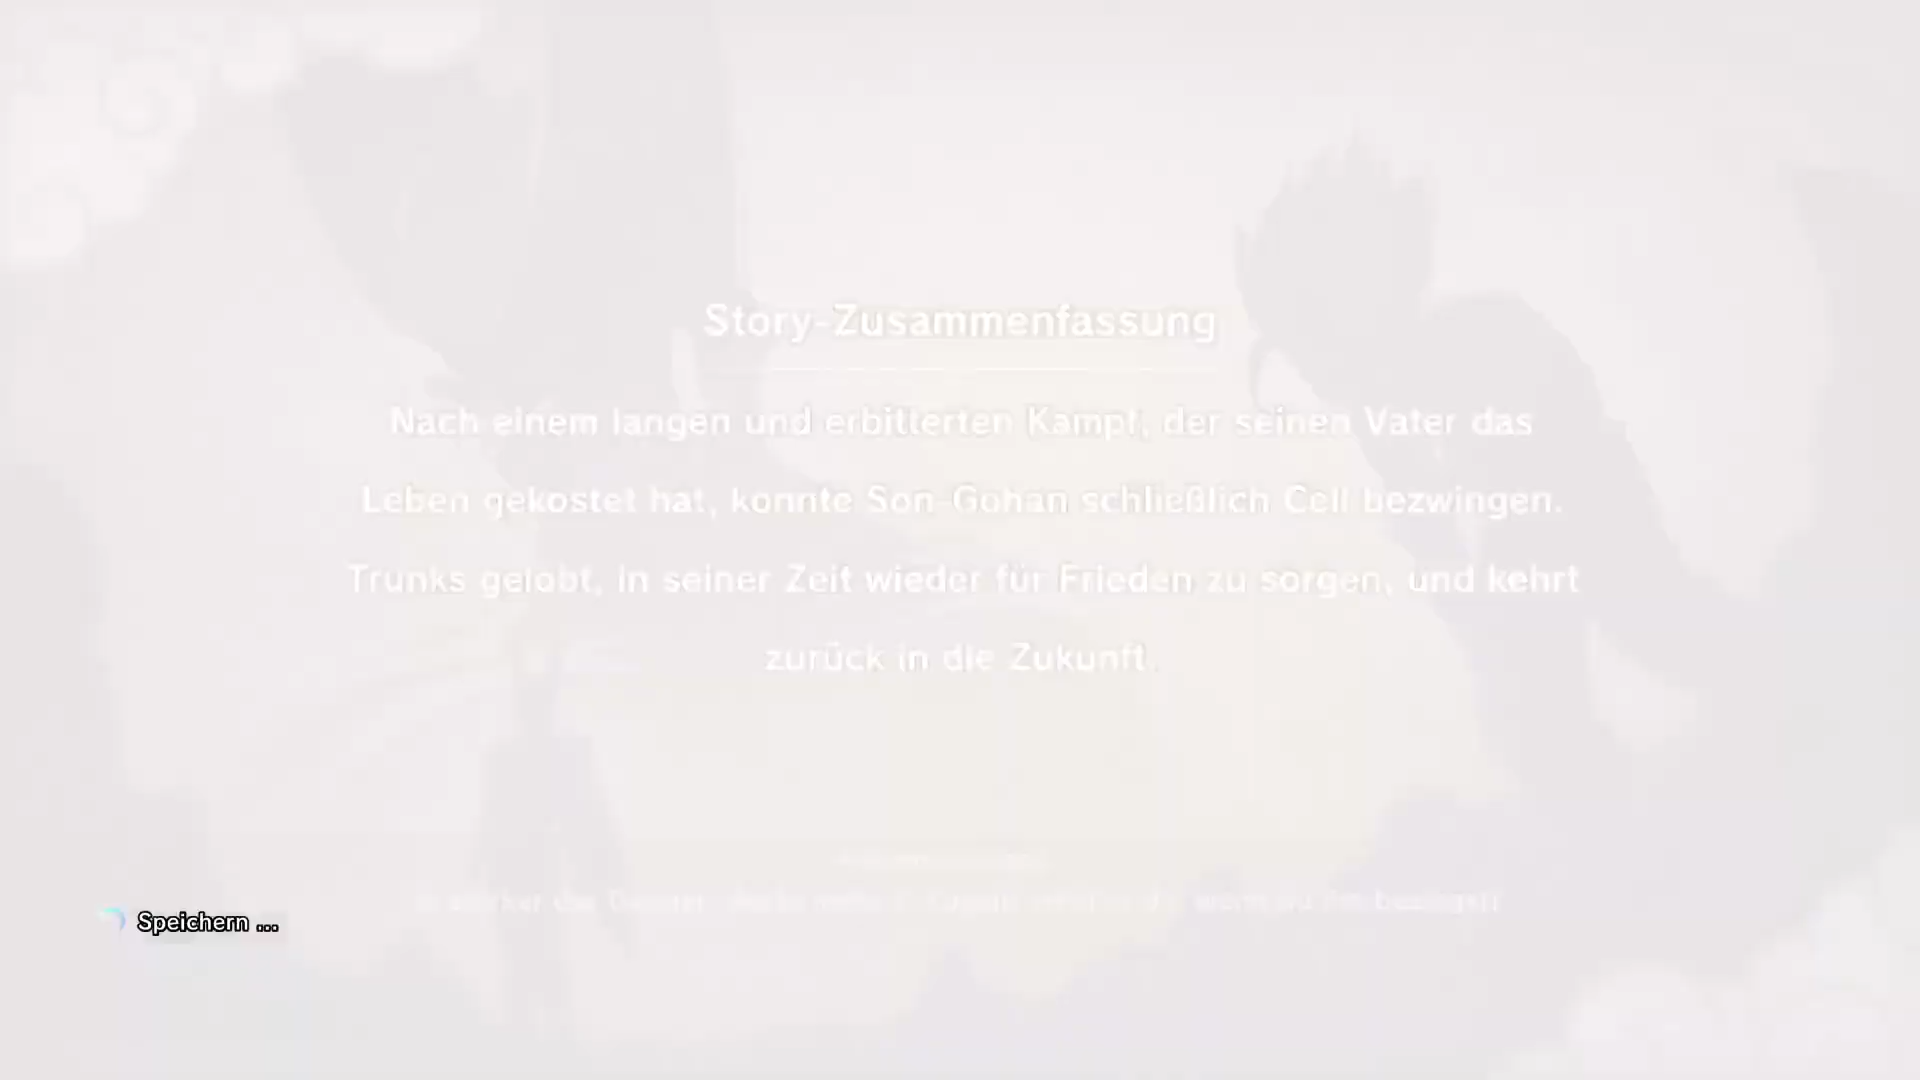 Story-Zusammenfassung
Nach einem langen und erbitterten Kampf, der seinen Vater das
Leben gekostet hat, konnte Son-Gohan schließlich Cell bezwingen.
Trunks gelobt, in seiner Zeit wieder für Frieden zu sorgen, und kehrt
zurück in die Zukunft.
Speichern ...